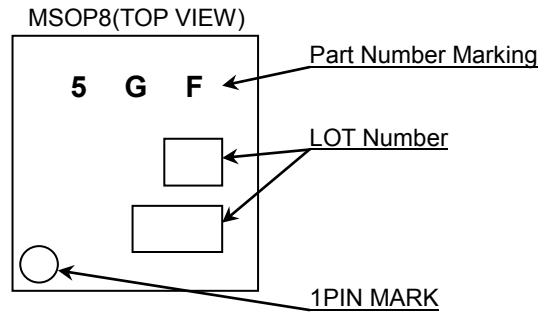 MSOP8(TOP VIEW)
Part Number Marking
5 G F
LOT Number
1PIN MARK